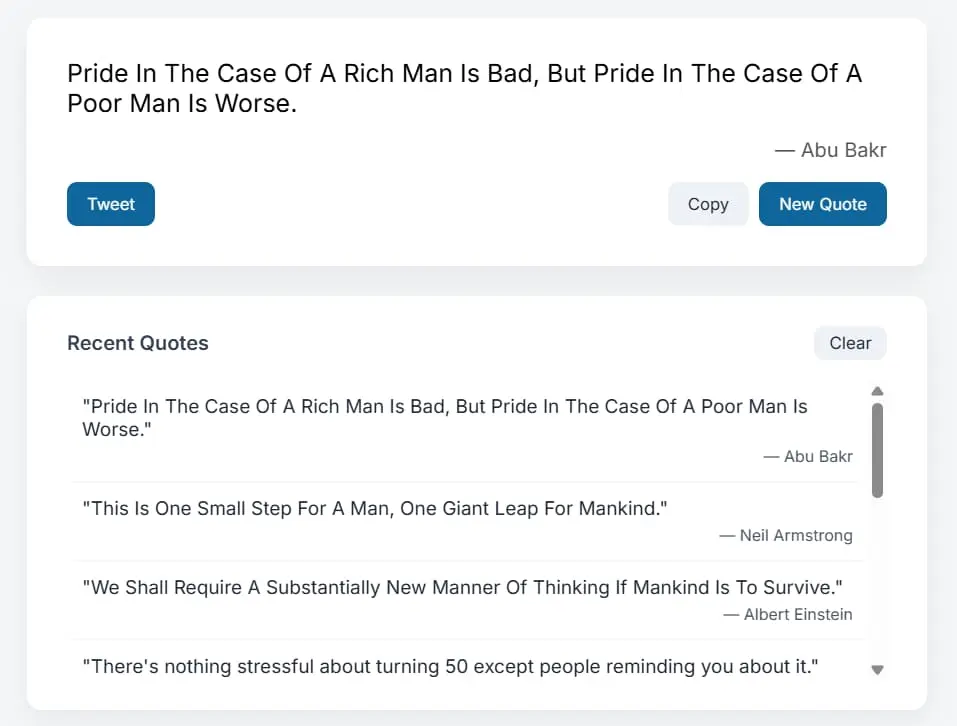 Pride In The Case Of A Rich Man Is Bad, But Pride In The Case Of A
Poor Man Is Worse.
— Abu Bakr
Tweet
Copy
New Quote
Recent Quotes
Clear
"Pride In The Case Of A Rich Man Is Bad, But Pride In The Case Of A Poor Man Is
Worse."
— Abu Bakr
"This Is One Small Step For A Man, One Giant Leap For Mankind."
— Neil Armstrong
"We Shall Require A Substantially New Manner Of Thinking If Mankind Is To Survive."
— Albert Einstein
"There's nothing stressful about turning 50 except people reminding you about it."